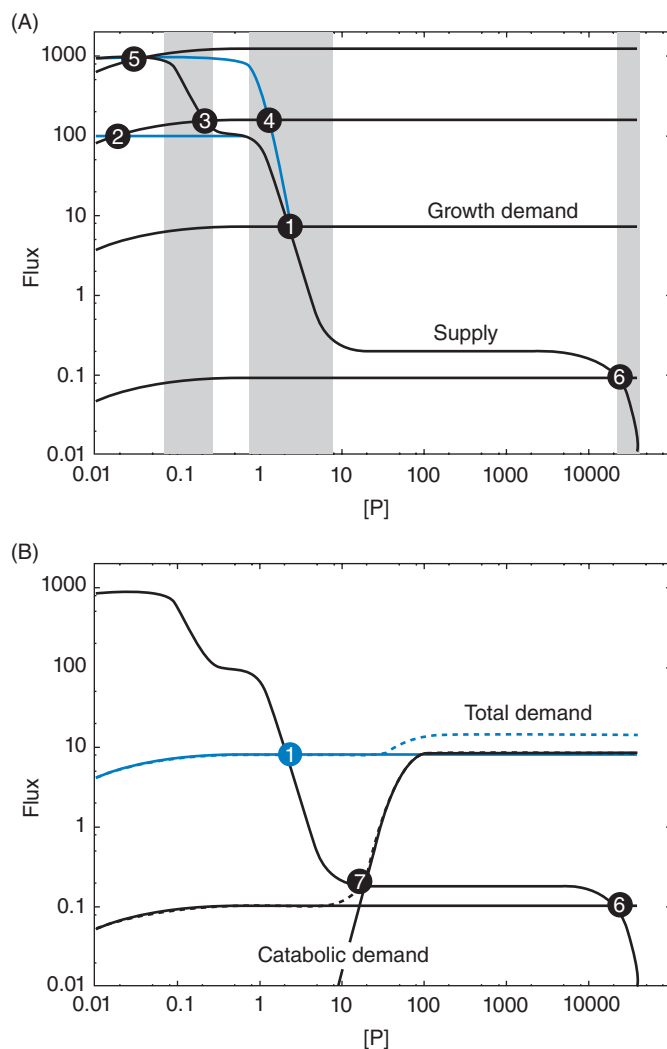 (A)
1000
100
10
1
0.1
0.01
Flux
5
2
3
4
1
6
Growth demand
Supply
0.01 0.1 1 10 100 1000 10000
[P]
(B)
1000
100
10
1
0.1
0.01
Flux
Total demand
1
7
6
Catabolic demand
0.01 0.1 1 10 100 1000 10000
[P]